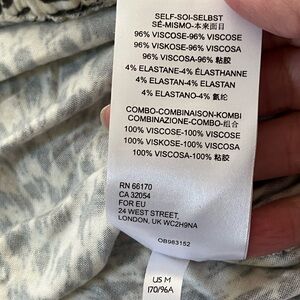 SELF-SOI-SELBST
SÉ-MISMO-本来面目
96% VISCOSE-96% VISCOSE
96% VISKOSE-96% VISCOSA
96% VISCOSA-96% 粘胶
4% ELASTANE-4% ÉLASTHANNE
4% ELASTAN-4% ELASTAN
4% ELASTANO-4% 氨纶
COMBO-COMBINAISON-KOMBI
COMBINAZIONE-COMBO-组合
100% VISCOSE-100% VISCOSE
100% VISKOSE-100% VISCOSA
100% VISCOSA-100% 粘胶
RN 66170
CA 32054
FOR EU
24 WEST STREET,
LONDON, UK WC2H9NA
OB983152
US M
170/96A